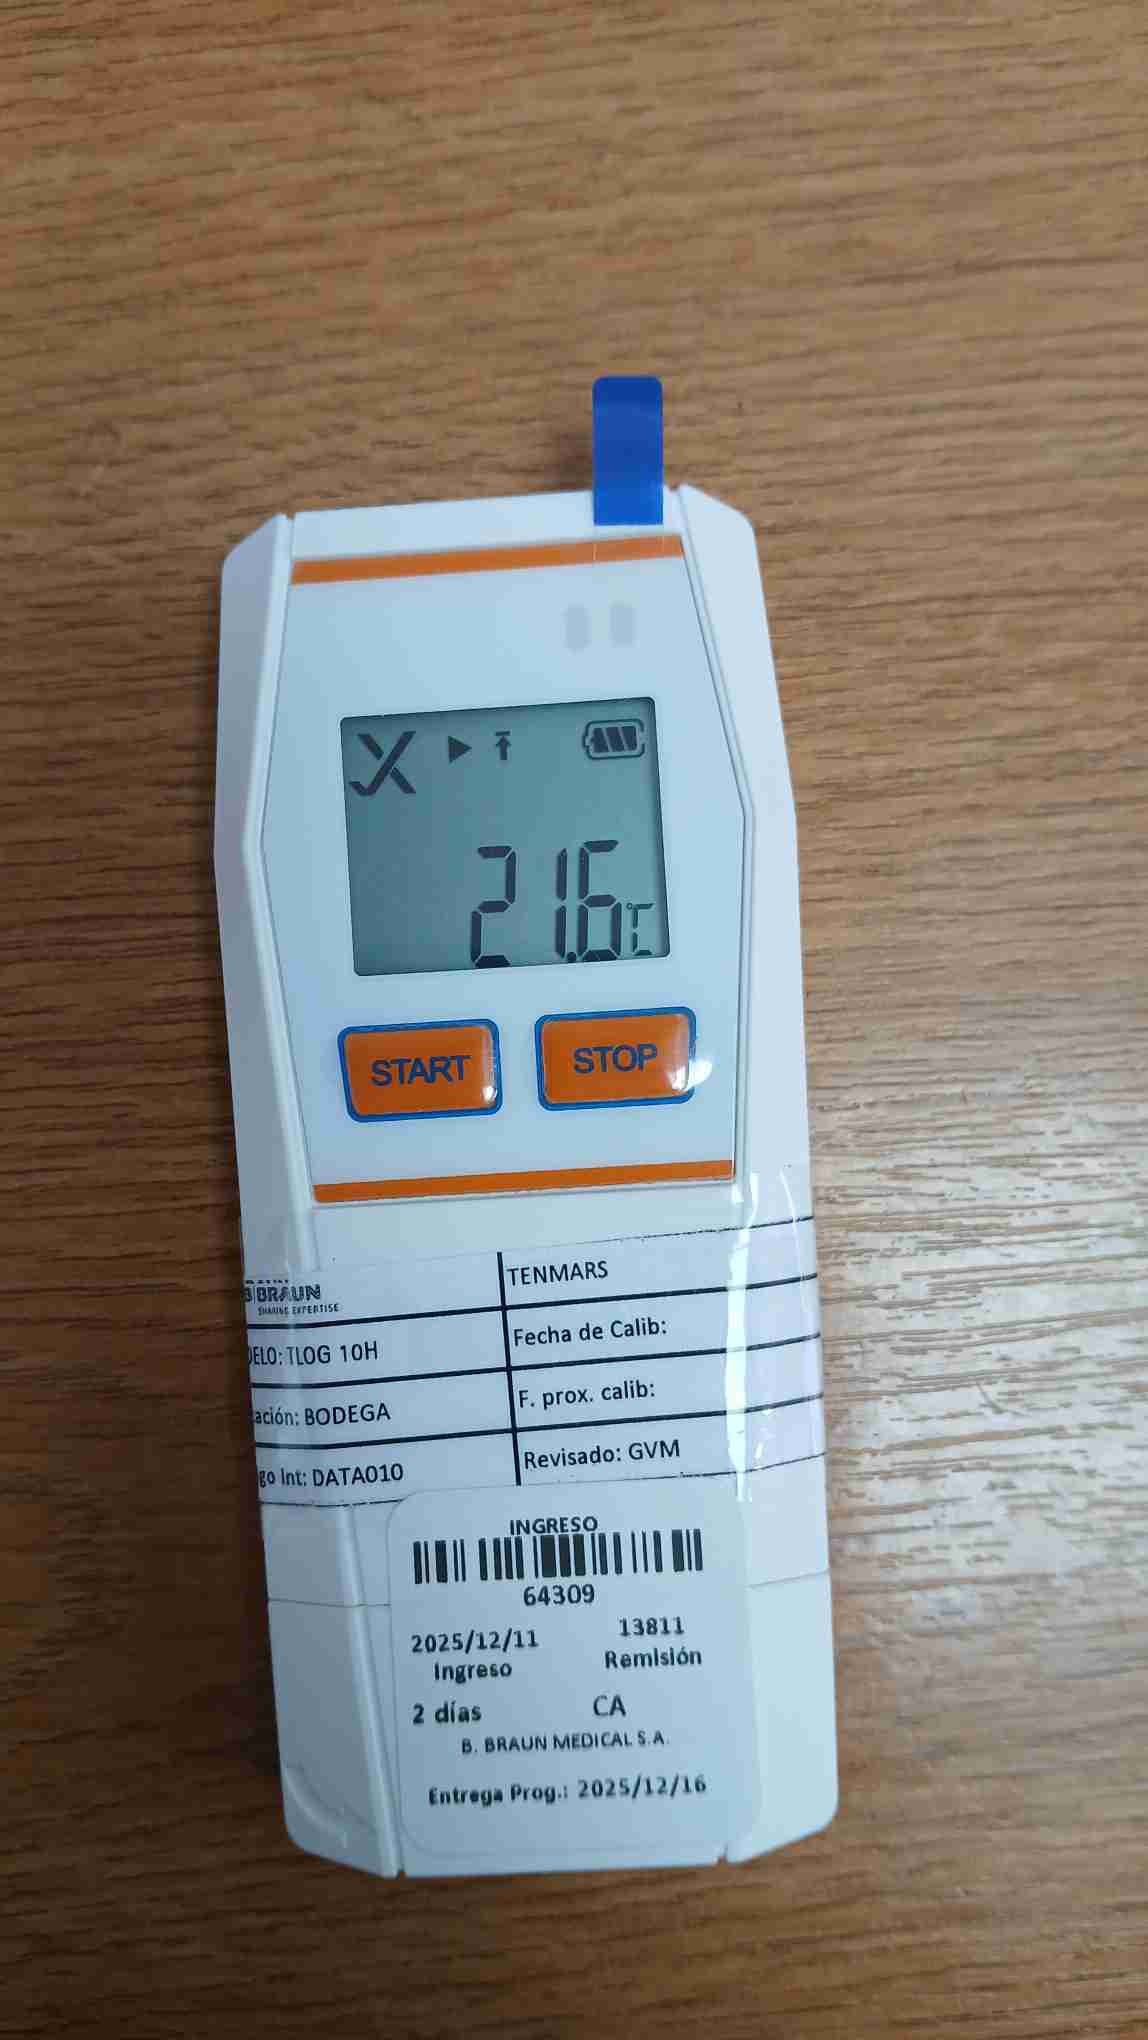 21.6°C
START STOP
B BRAUN
SHARING EXPERTISE
TENMARS
DELO: TLOG 10H
Fecha de Calib:
ación: BODEGA
F. prox. calib:
go Int: DATA010
Revisado: GVM
INGRESO
64309
2025/12/11 13811
Ingreso Remisión
2 días CA
B. BRAUN MEDICAL S.A.
Entrega Prog.: 2025/12/16